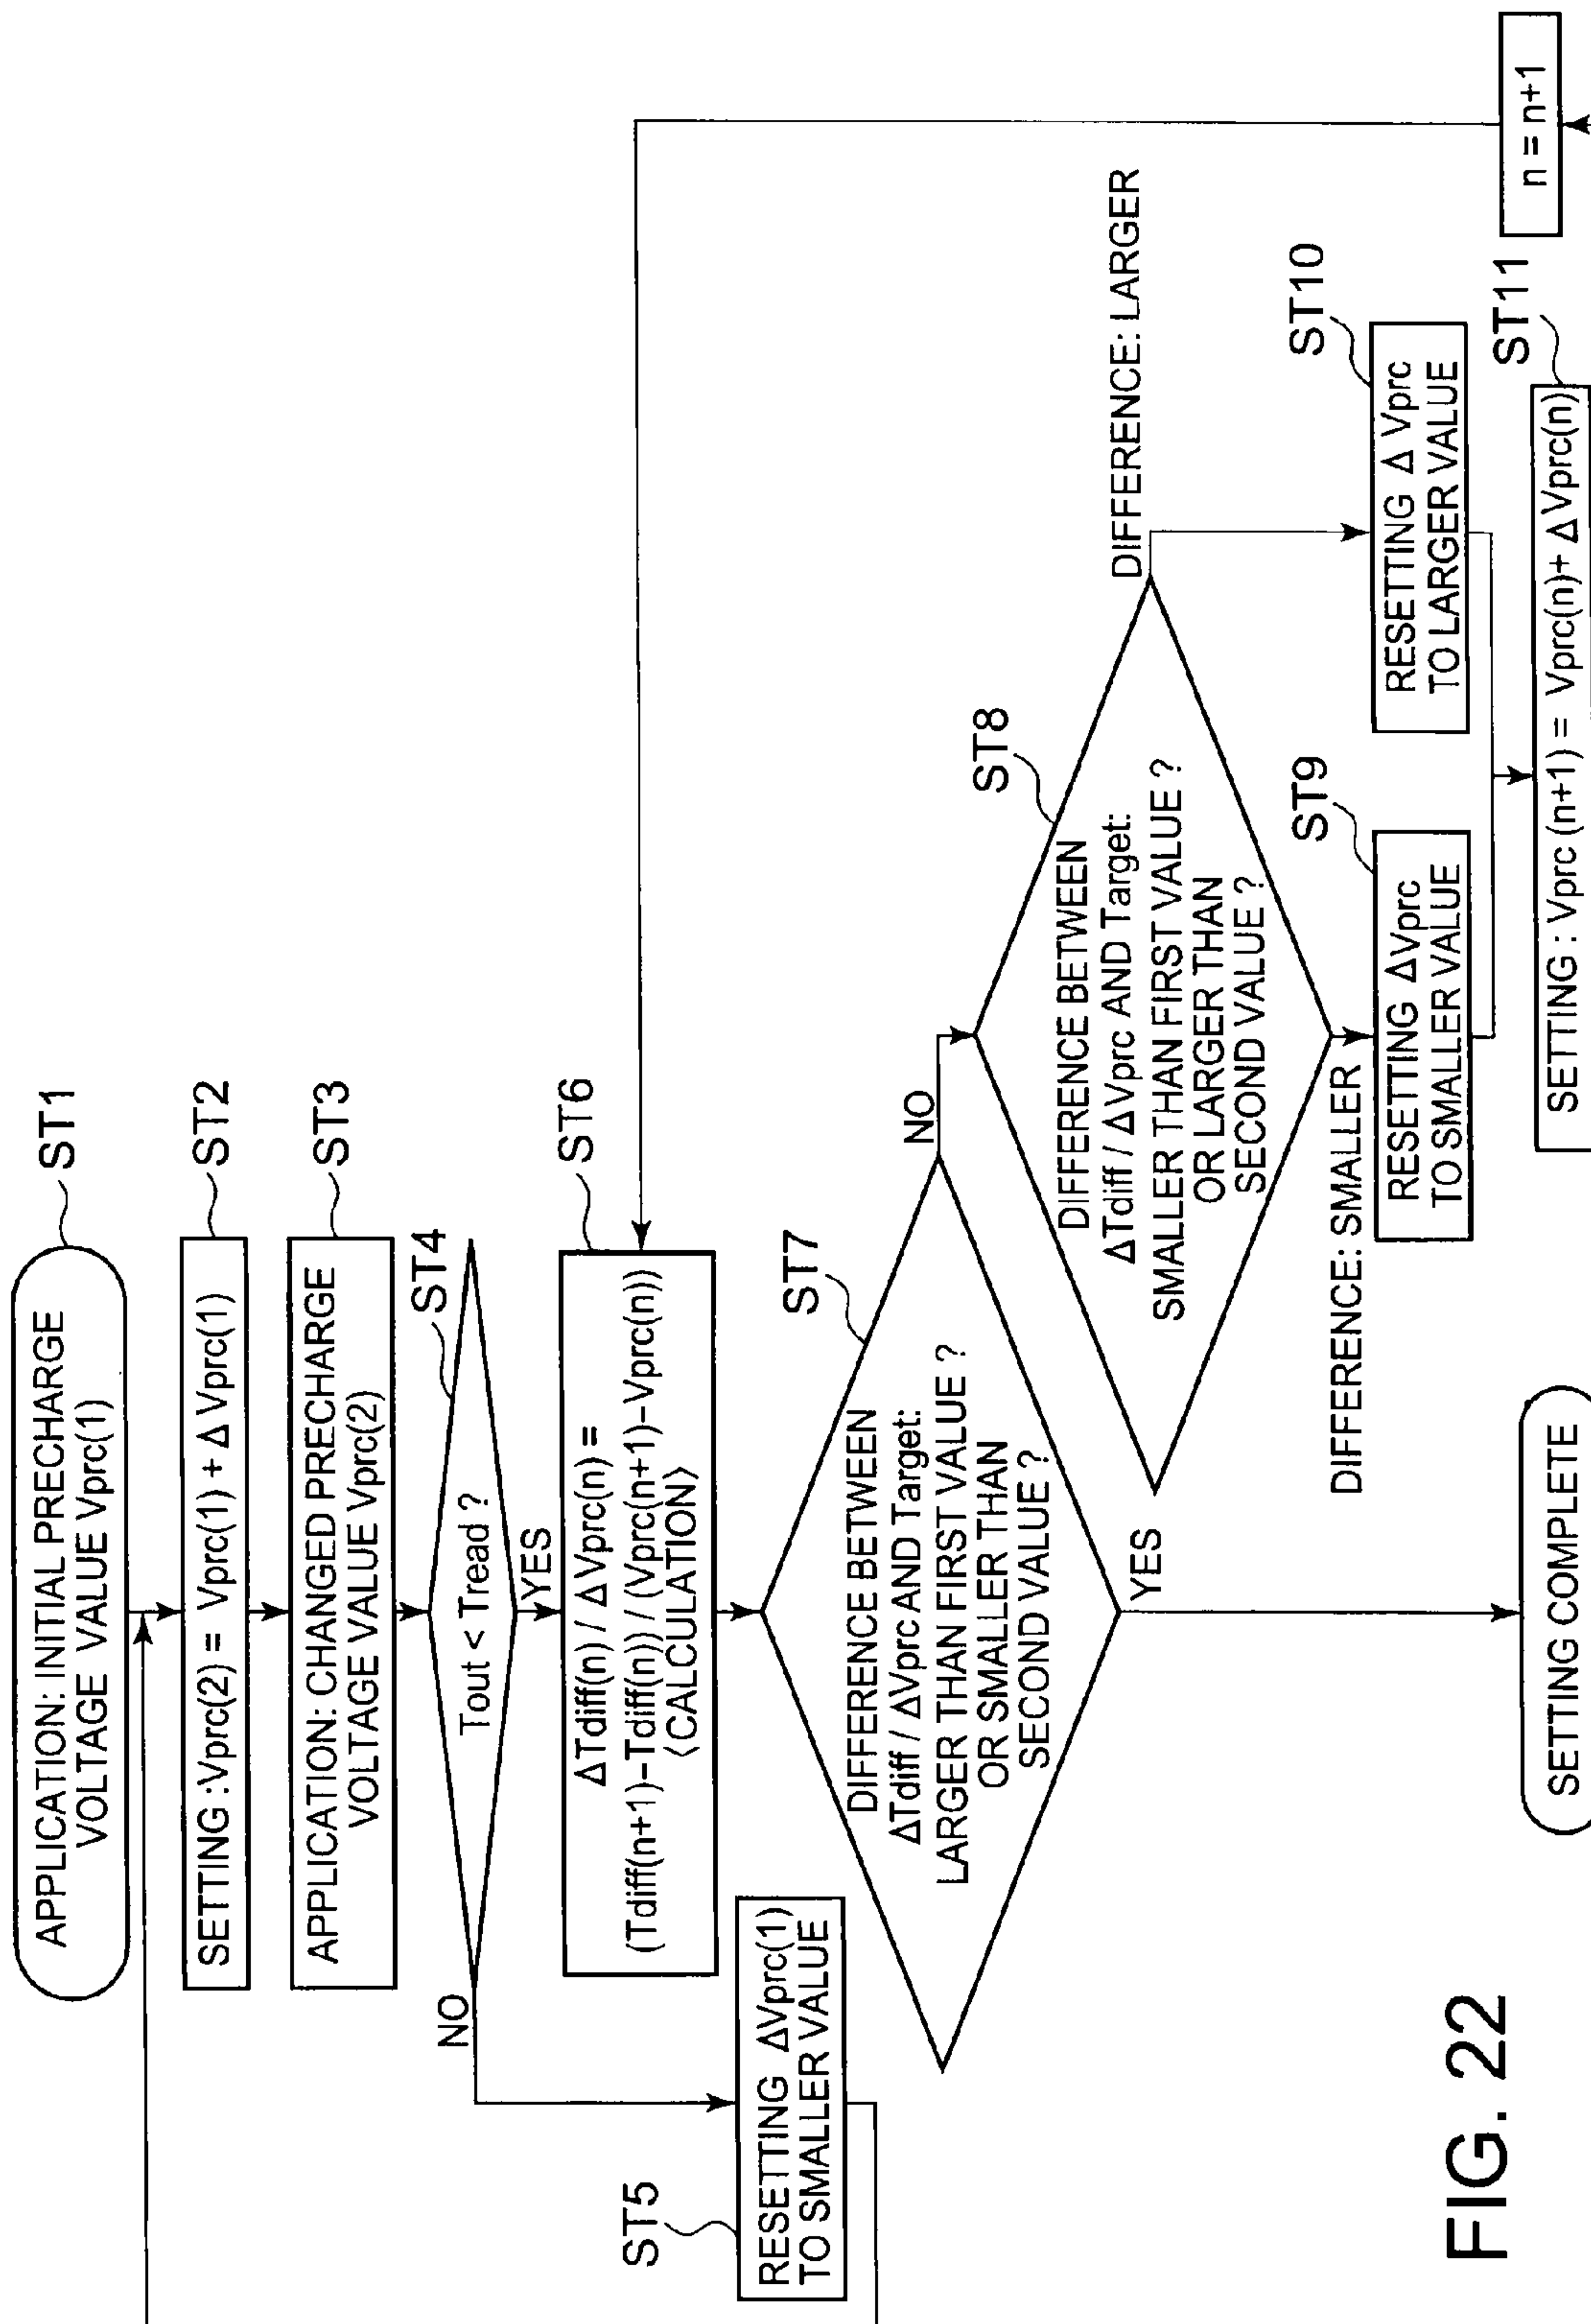 APPLICATION: INITIAL PRECHARGE
VOLTAGE VALUE Vprc(1)
ST1
SETTING :Vprc(2) = Vprc(1) + Δ Vprc(1)
ST2
APPLICATION: CHANGED PRECHARGE
VOLTAGE VALUE Vprc(2)
ST3
Tout < Tread ?
ST4
NO
YES
RESETTING ΔVprc(1)
TO SMALLER VALUE
ST5
ΔTdiff(n) / ΔVprc(n) =
(Tdiff(n+1)−Tdiff(n)) / (Vprc(n+1)−Vprc(n))
⟨CALCULATION⟩
ST6
DIFFERENCE BETWEEN
ΔTdiff / ΔVprc AND Target:
LARGER THAN FIRST VALUE ?
OR SMALLER THAN
SECOND VALUE ?
ST7
NO
YES
DIFFERENCE BETWEEN
ΔTdiff / ΔVprc AND Target:
SMALLER THAN FIRST VALUE ?
OR LARGER THAN
SECOND VALUE ?
ST8
DIFFERENCE: LARGER
DIFFERENCE: SMALLER
RESETTING ΔVprc
TO SMALLER VALUE
ST9
RESETTING Δ Vprc
TO LARGER VALUE
ST10
SETTING : Vprc (n+1) = Vprc(n)+ Δ Vprc(n)
ST11
n = n+1
SETTING COMPLETE
FIG. 22